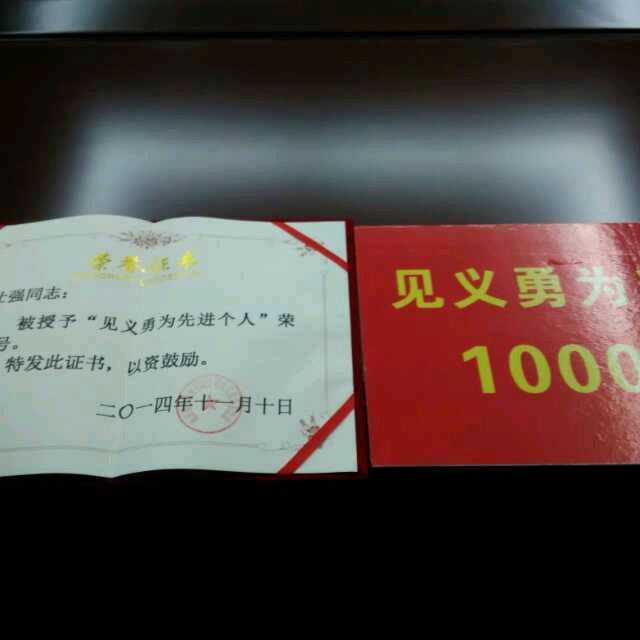 荣誉证书
强同志:
被授予“见义勇为先进个人”荣
号。
特发此证书,以资鼓励。
二〇一四年十一月十日
见义勇为
1000